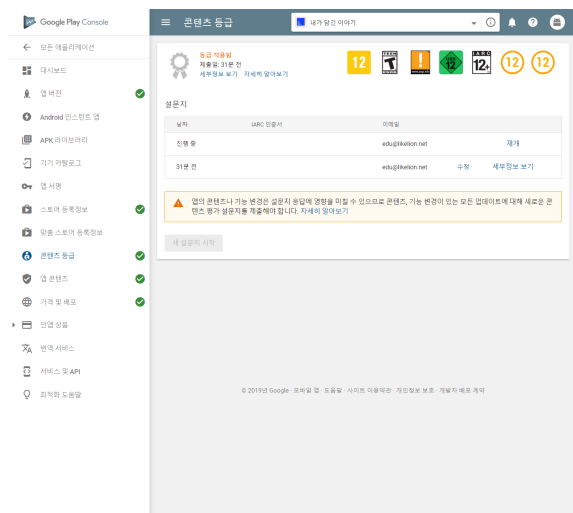 Google Play Console
콘텐츠 등급
내가 담긴 이야기
모든 애플리케이션
대시보드
앱 버전
Android 인스턴트 앱
APK 라이브러리
기기 카탈로그
앱 서명
스토어 등록정보
맞춤 스토어 등록정보
콘텐츠 등급
앱 콘텐츠
가격 및 배포
인앱 상품
번역 서비스
서비스 및 API
최적화 도움말
등급 적용됨
제출일: 31분 전
세부정보 보기 자세히 알아보기
12
T
12
IARC
12+
12
12
설문지
날짜 IARC 인증서 이메일
진행 중 edu@likelion.net 재개
31분 전 edu@likelion.net 수정 세부정보 보기
앱의 콘텐츠나 기능 변경은 설문지 응답에 영향을 미칠 수 있으므로 콘텐츠, 기능 변경이 있는 모든 업데이트에 대해 새로운 콘
텐츠 평가 설문지를 제출해야 합니다. 자세히 알아보기
새 설문지 시작
© 2019년 Google · 모바일 앱 · 도움말 · 사이트 이용약관 · 개인정보 보호 · 개발자 배포 계약